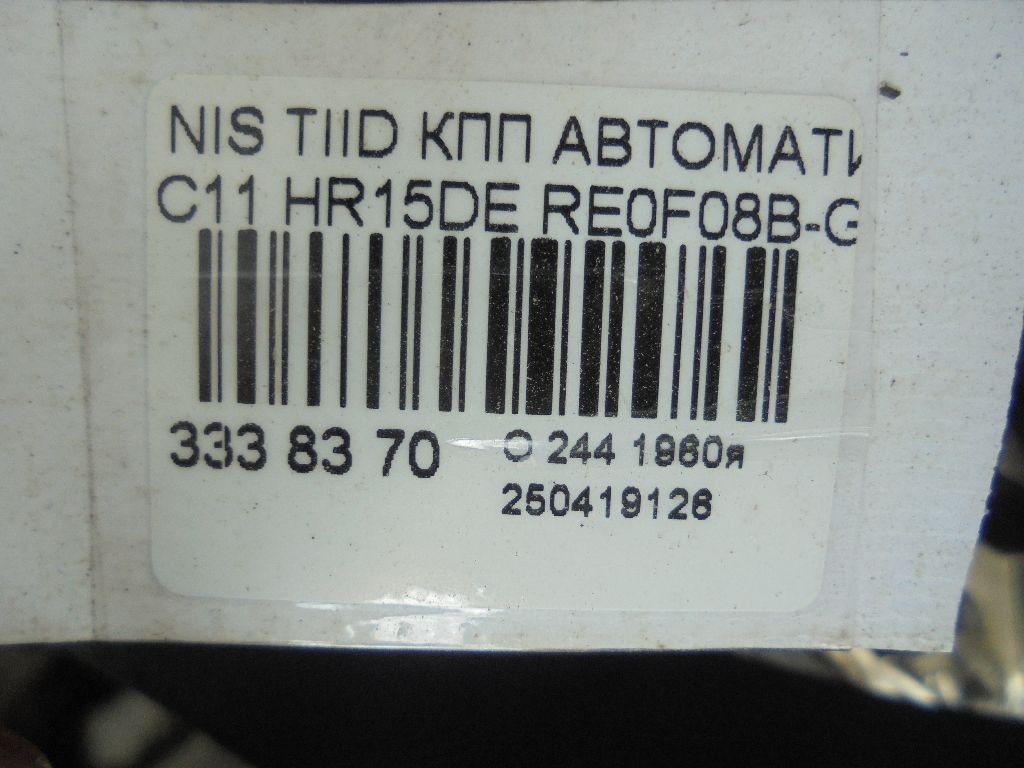 NIS TIID КПП АВТОМАТИ
C11 HR15DE RE0F08B-G
333 83 70 О 244 1960я
250419126